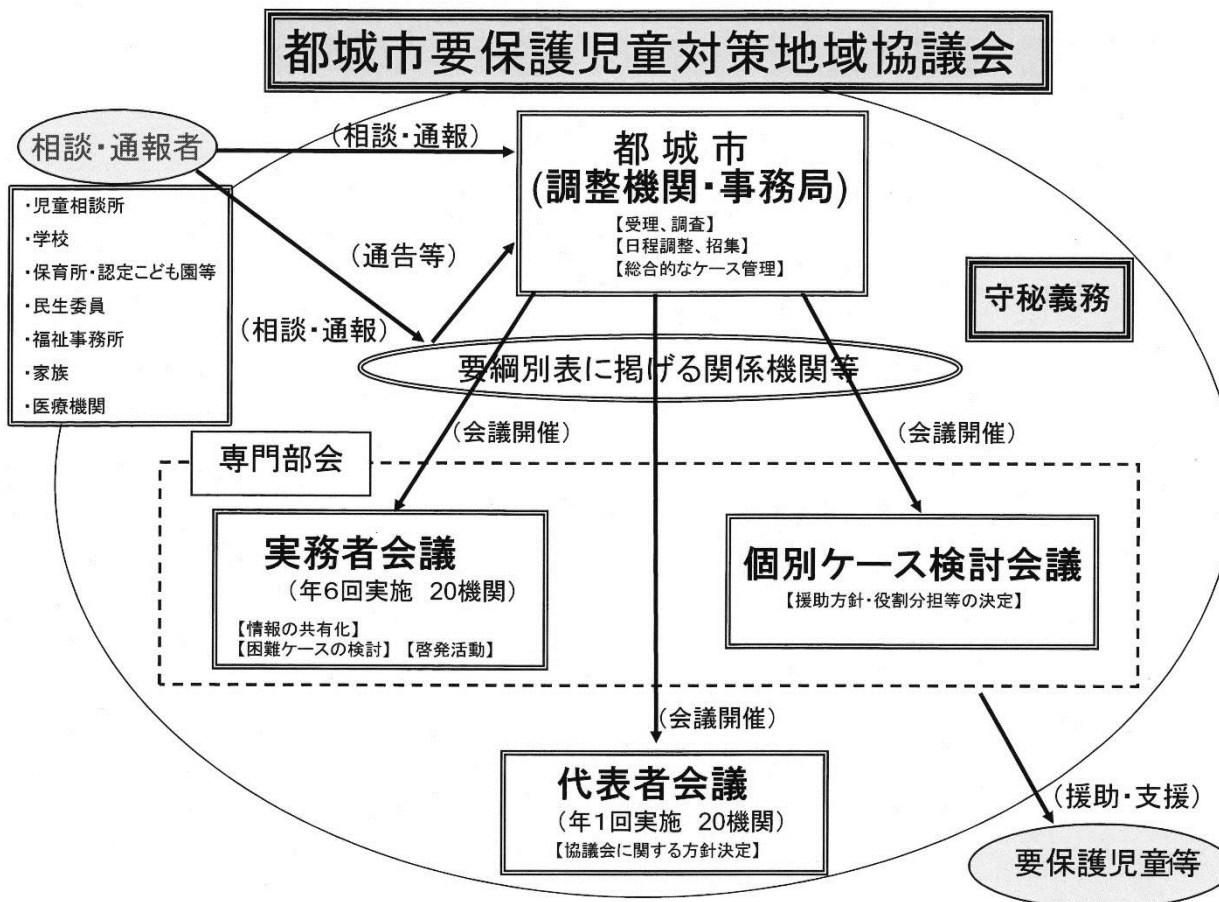 都城市要保護児童対策地域協議会
相談・通報者
(相談・通報)
・児童相談所
・学校
・保育所・認定こども園等
・民生委員
・福祉事務所
・家族
・医療機関
都城市
(調整機関・事務局)
【受理、調査】
【日程調整、招集】
【総合的なケース管理】
(通告等)
(相談・通報)
守秘義務
要綱別表に掲げる関係機関等
(会議開催)
(会議開催)
専門部会
実務者会議
(年6回実施 20機関)
【情報の共有化】
【困難ケースの検討】 【啓発活動】
個別ケース検討会議
【援助方針・役割分担等の決定】
(会議開催)
代表者会議
(年1回実施 20機関)
【協議会に関する方針決定】
(援助・支援)
要保護児童等